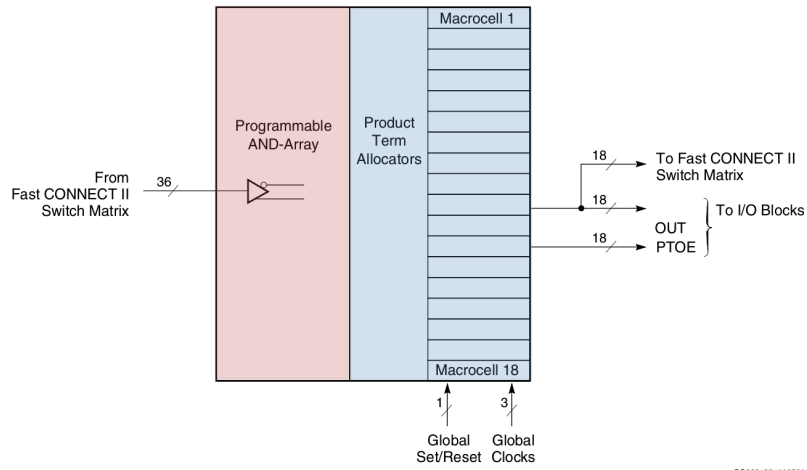 Macrocell 1
Programmable
AND-Array
Product
Term
Allocators
From
Fast CONNECT II
Switch Matrix
36
18
To Fast CONNECT II
Switch Matrix
18
To I/O Blocks
OUT
18
PTOE
Macrocell 18
1
3
Global
Set/Reset
Global
Clocks